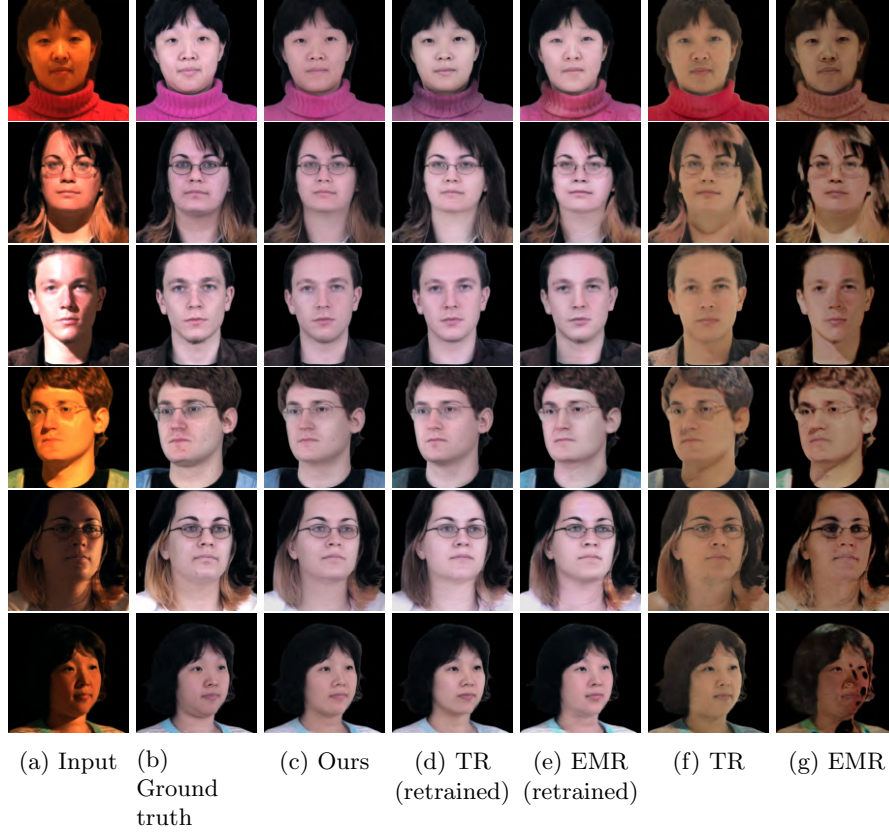 (a) Input
(b)
Ground
truth
(c) Ours
(d) TR
(retrained)
(e) EMR
(retrained)
(f) TR
(g) EMR